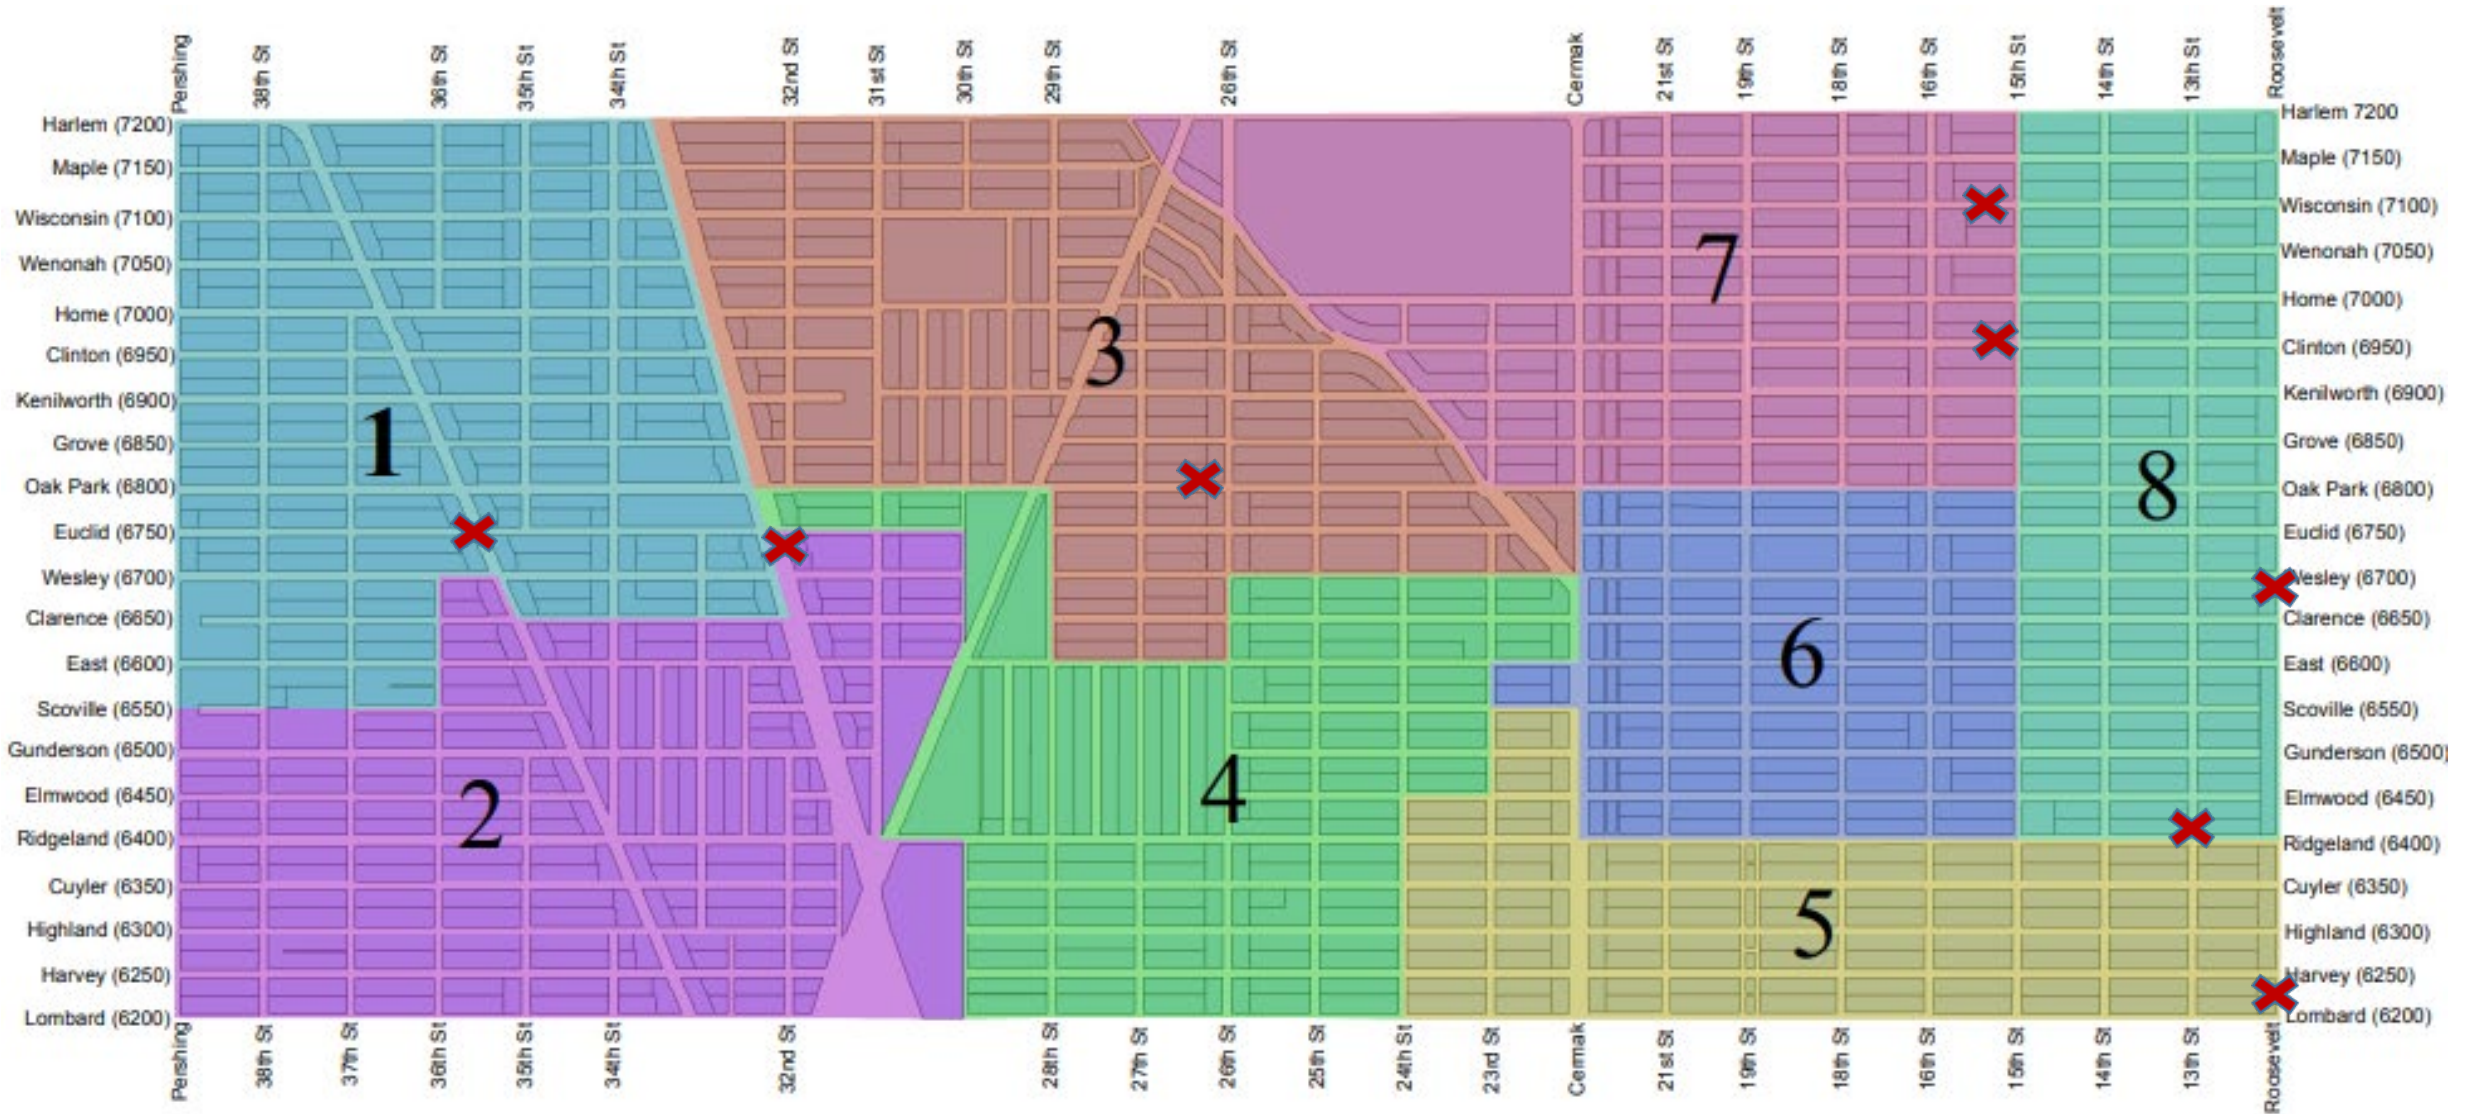 Pershing
38th St
36th St
35th St
34th St
32nd St
31st St
30th St
29th St
26th St
Cermak
21st St
19th St
18th St
16th St
15th St
14th St
13th St
Roosevelt
Harlem (7200)
Maple (7150)
Wisconsin (7100)
Wenonah (7050)
Home (7000)
Clinton (6950)
Kenilworth (6900)
Grove (6850)
Oak Park (6800)
Euclid (6750)
Wesley (6700)
Clarence (6650)
East (6600)
Scoville (6550)
Gunderson (6500)
Elmwood (6450)
Ridgeland (6400)
Cuyler (6350)
Highland (6300)
Harvey (6250)
Lombard (6200)
1
2
3
4
5
6
7
8
Harlem 7200
Maple (7150)
Wisconsin (7100)
Wenonah (7050)
Home (7000)
Clinton (6950)
Kenilworth (6900)
Grove (6850)
Oak Park (6800)
Euclid (6750)
Wesley (6700)
Clarence (6650)
East (6600)
Scoville (6550)
Gunderson (6500)
Elmwood (6450)
Ridgeland (6400)
Cuyler (6350)
Highland (6300)
Harvey (6250)
Lombard (6200)
Pershing
38th St
37th St
36th St
35th St
34th St
32nd St
28th St
27th St
26th St
25th St
24th St
23rd St
Cermak
21st St
19th St
18th St
16th St
15th St
14th St
13th St
Roosevelt